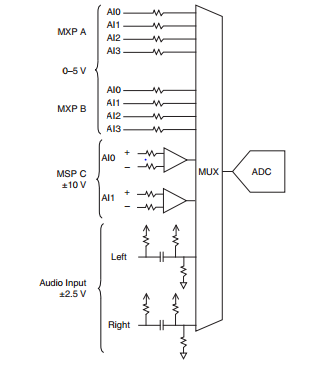 MXP A
0–5 V
MXP B
AI0
AI1
AI2
AI3
AI0
AI1
AI2
AI3
MSP C
±10 V
AI0
+
–
AI1
+
–
Audio Input
±2.5 V
Left
Right
MUX
ADC